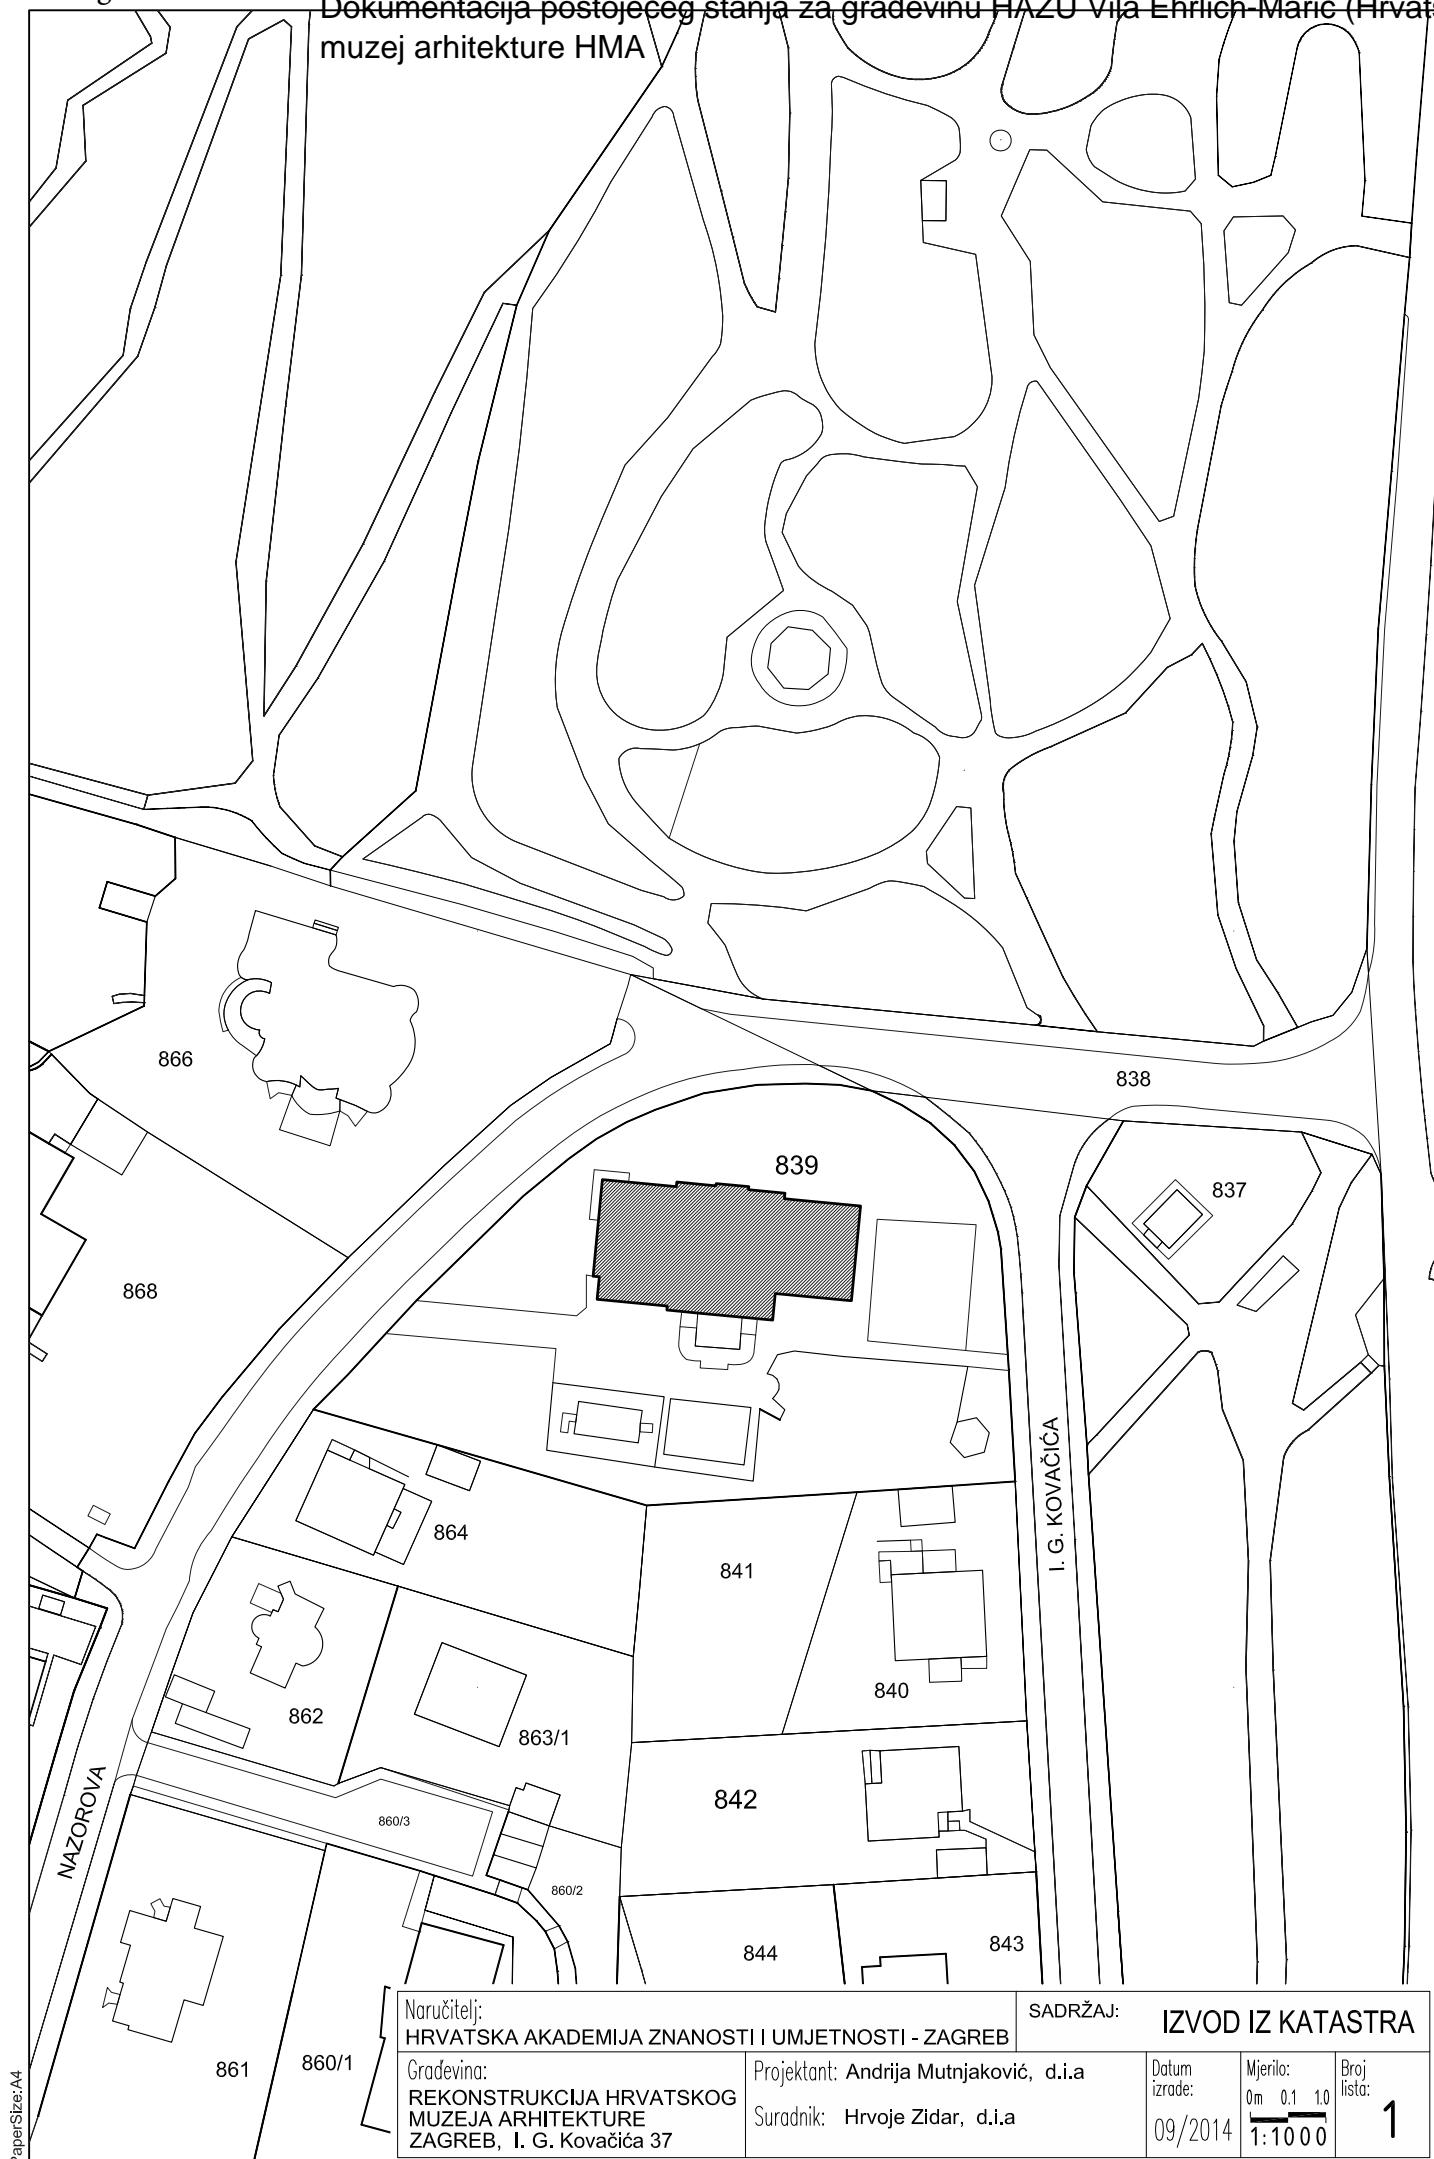 Dokumentacija postojećeg stanja za građevinu HAZU Vila Ehrlich-Marić
muzej arhitekture HMA
866
838
839
837
868
I. G. KOVAČIĆA
864
841
840
862
863/1
842
NAZOROVA
860/3
860/2
844
843
861
860/1
PaperSize:A4
Naručitelj:
HRVATSKA AKADEMIJA ZNANOSTI I UMJETNOSTI - ZAGREB
SADRŽAJ: IZVOD IZ KATASTRA
Građevina:
REKONSTRUKCIJA HRVATSKOG
MUZEJA ARHITEKTURE
ZAGREB, I. G. Kovačića 37
Projektant: Andrija Mutnjaković, d.i.a
Suradnik: Hrvoje Zidar, d.i.a
Datum
izrade:
09/2014
Mjerilo:
0m 0.1 1.0
1:1000
Broj
lista:
1